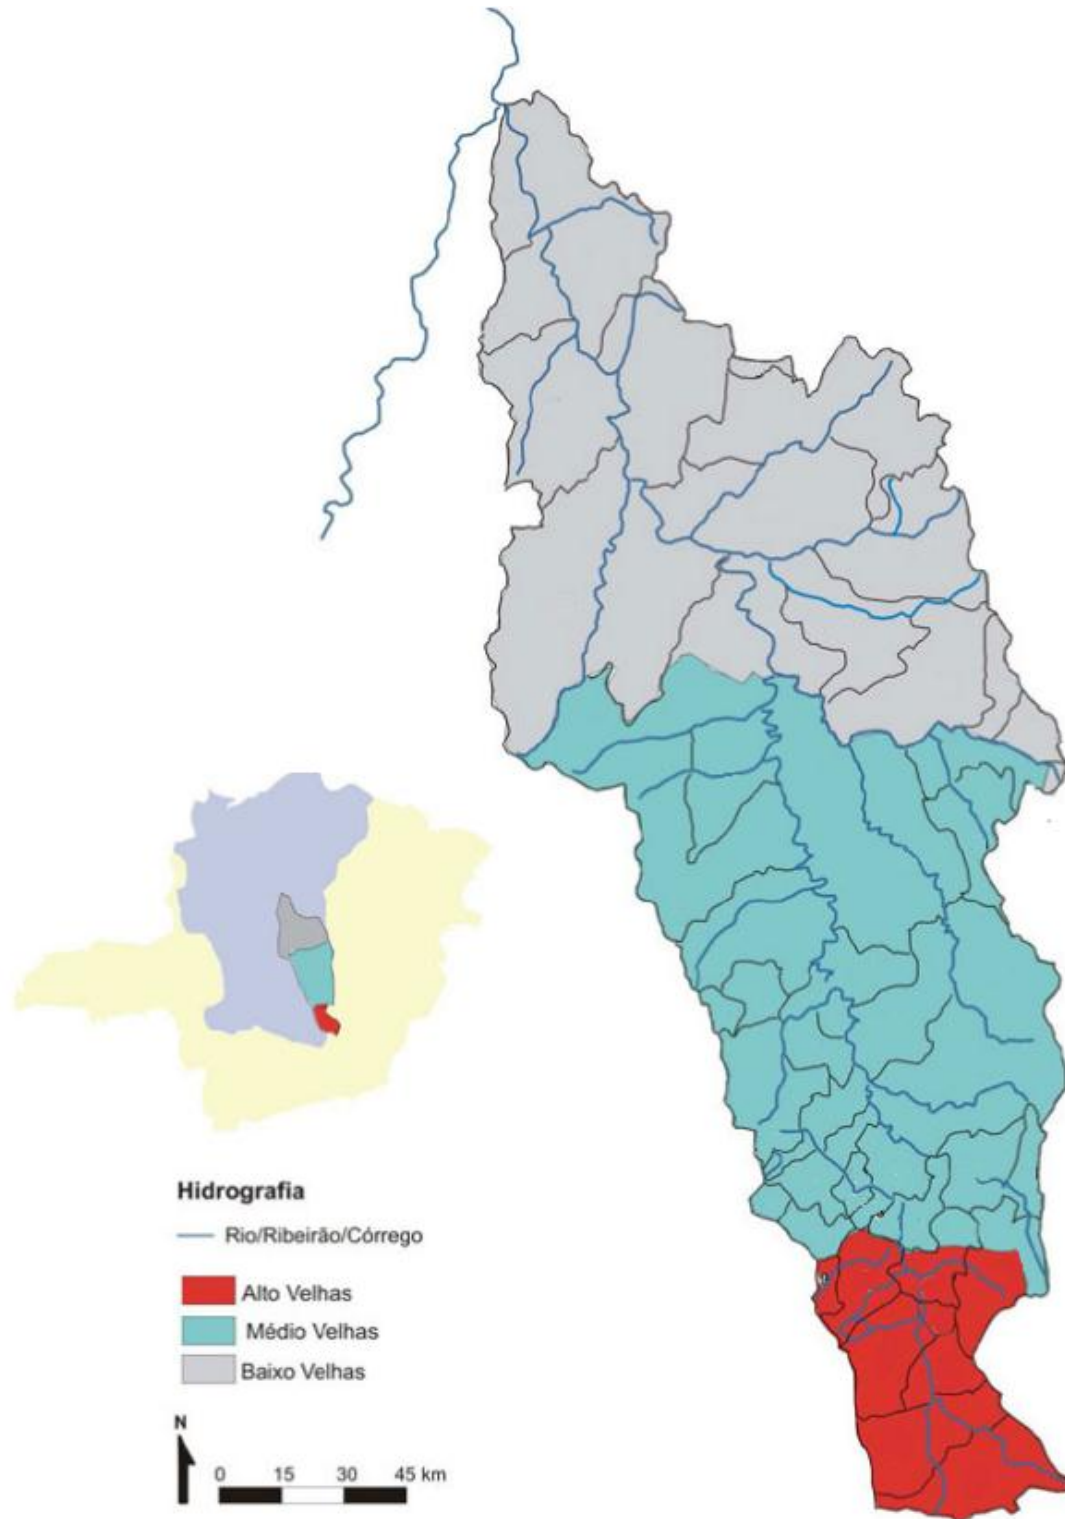 Hidrografia
Rio/Ribeirão/Córrego
Alto Velhas
Médio Velhas
Baixo Velhas
N
0 15 30 45 km